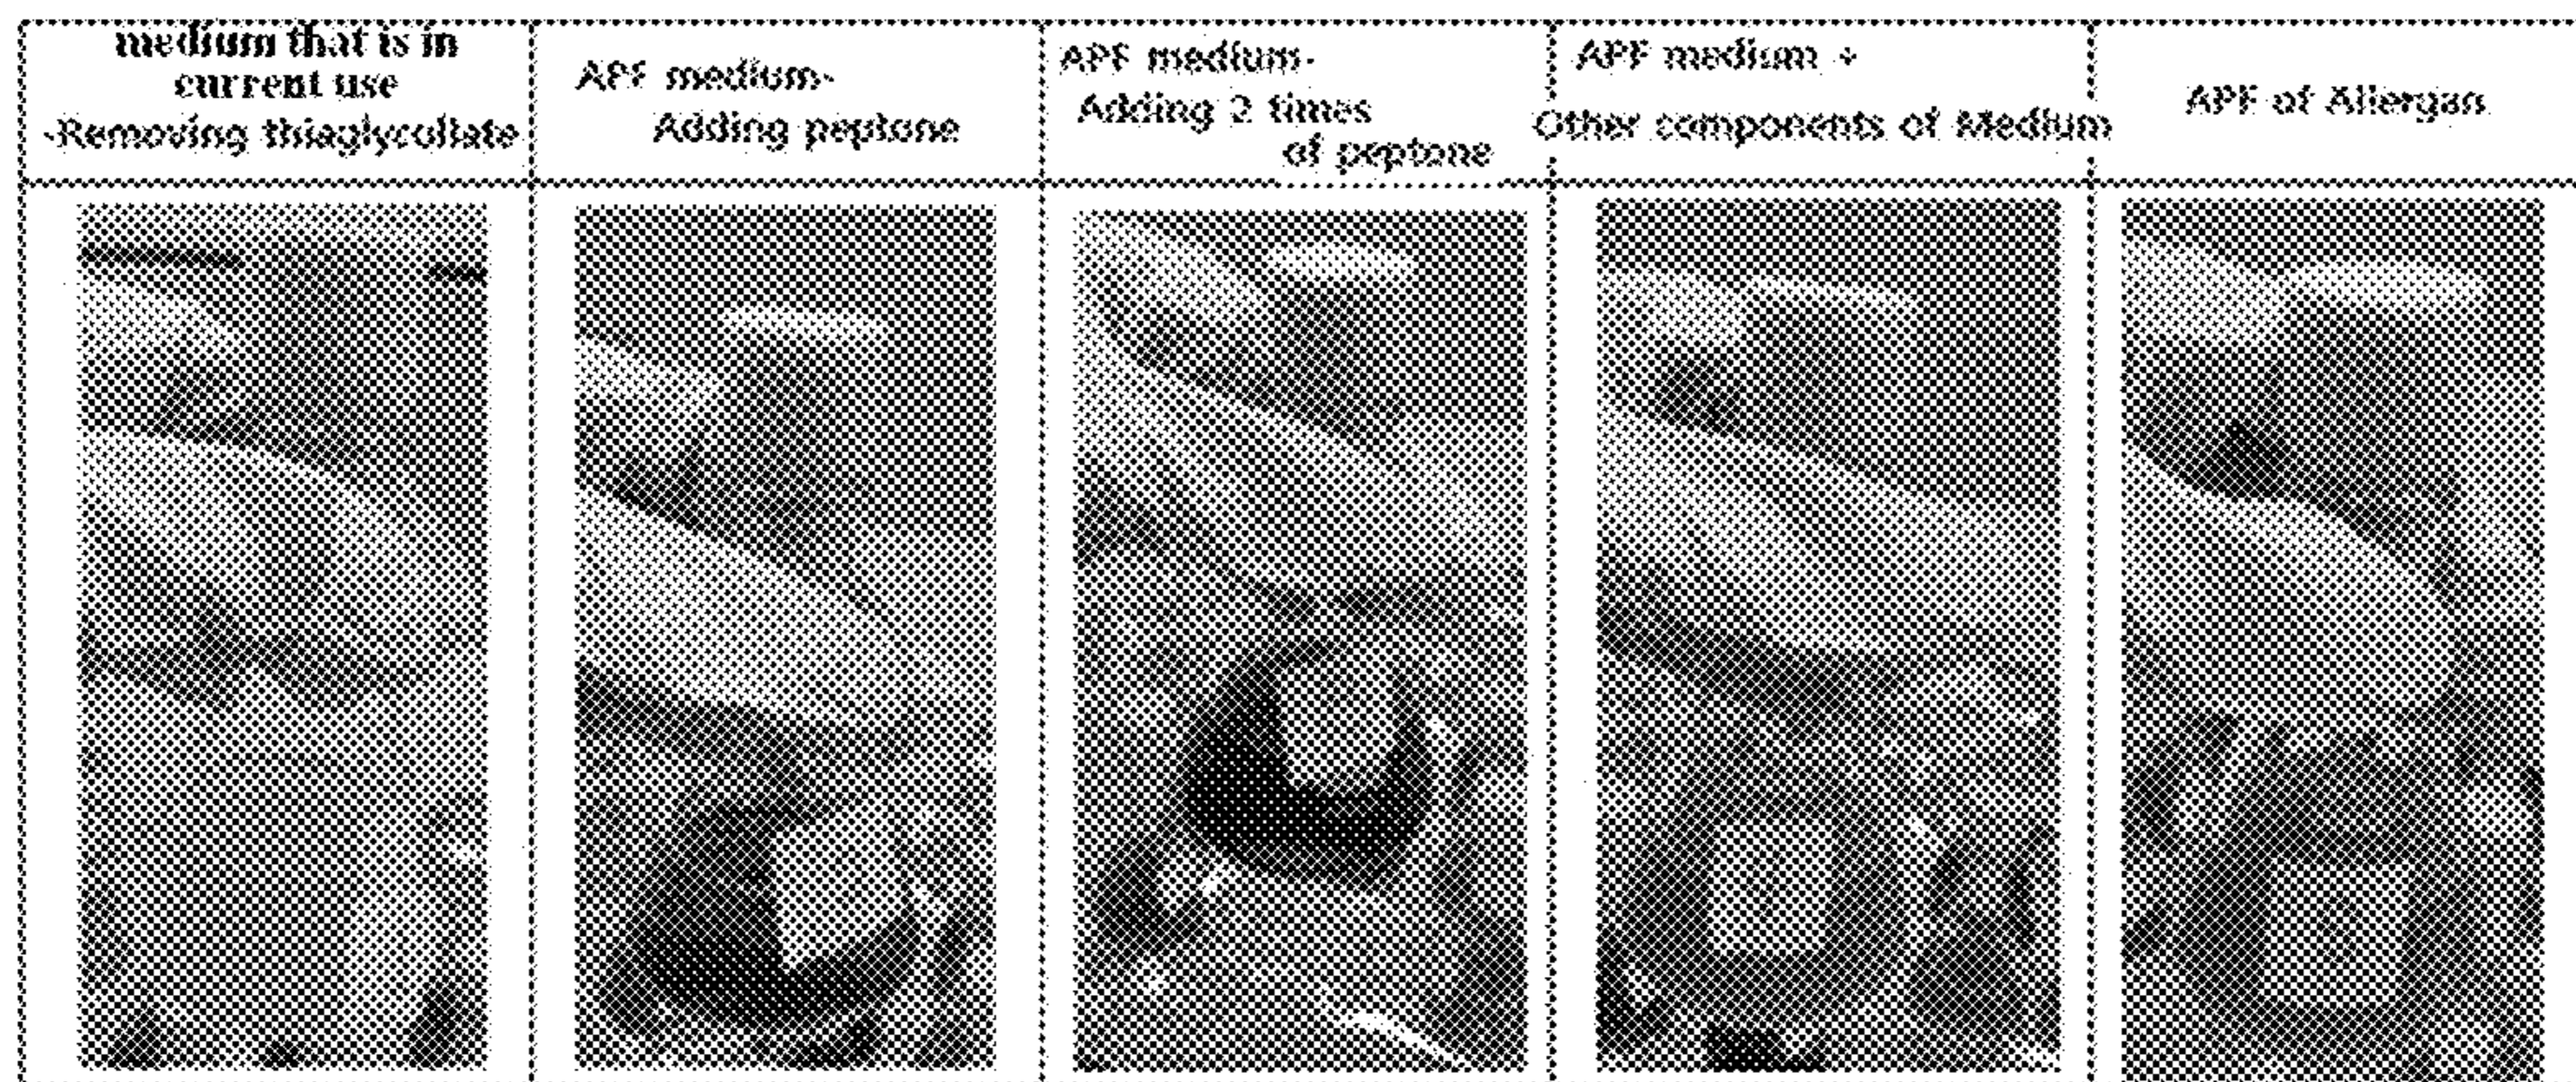 medium that is in
current use
-Removing thiaglycollate
APF medium-
Adding peptone
APF medium-
Adding 2 times
of peptone
APF medium +
Other components of Medium
APF of Allergan